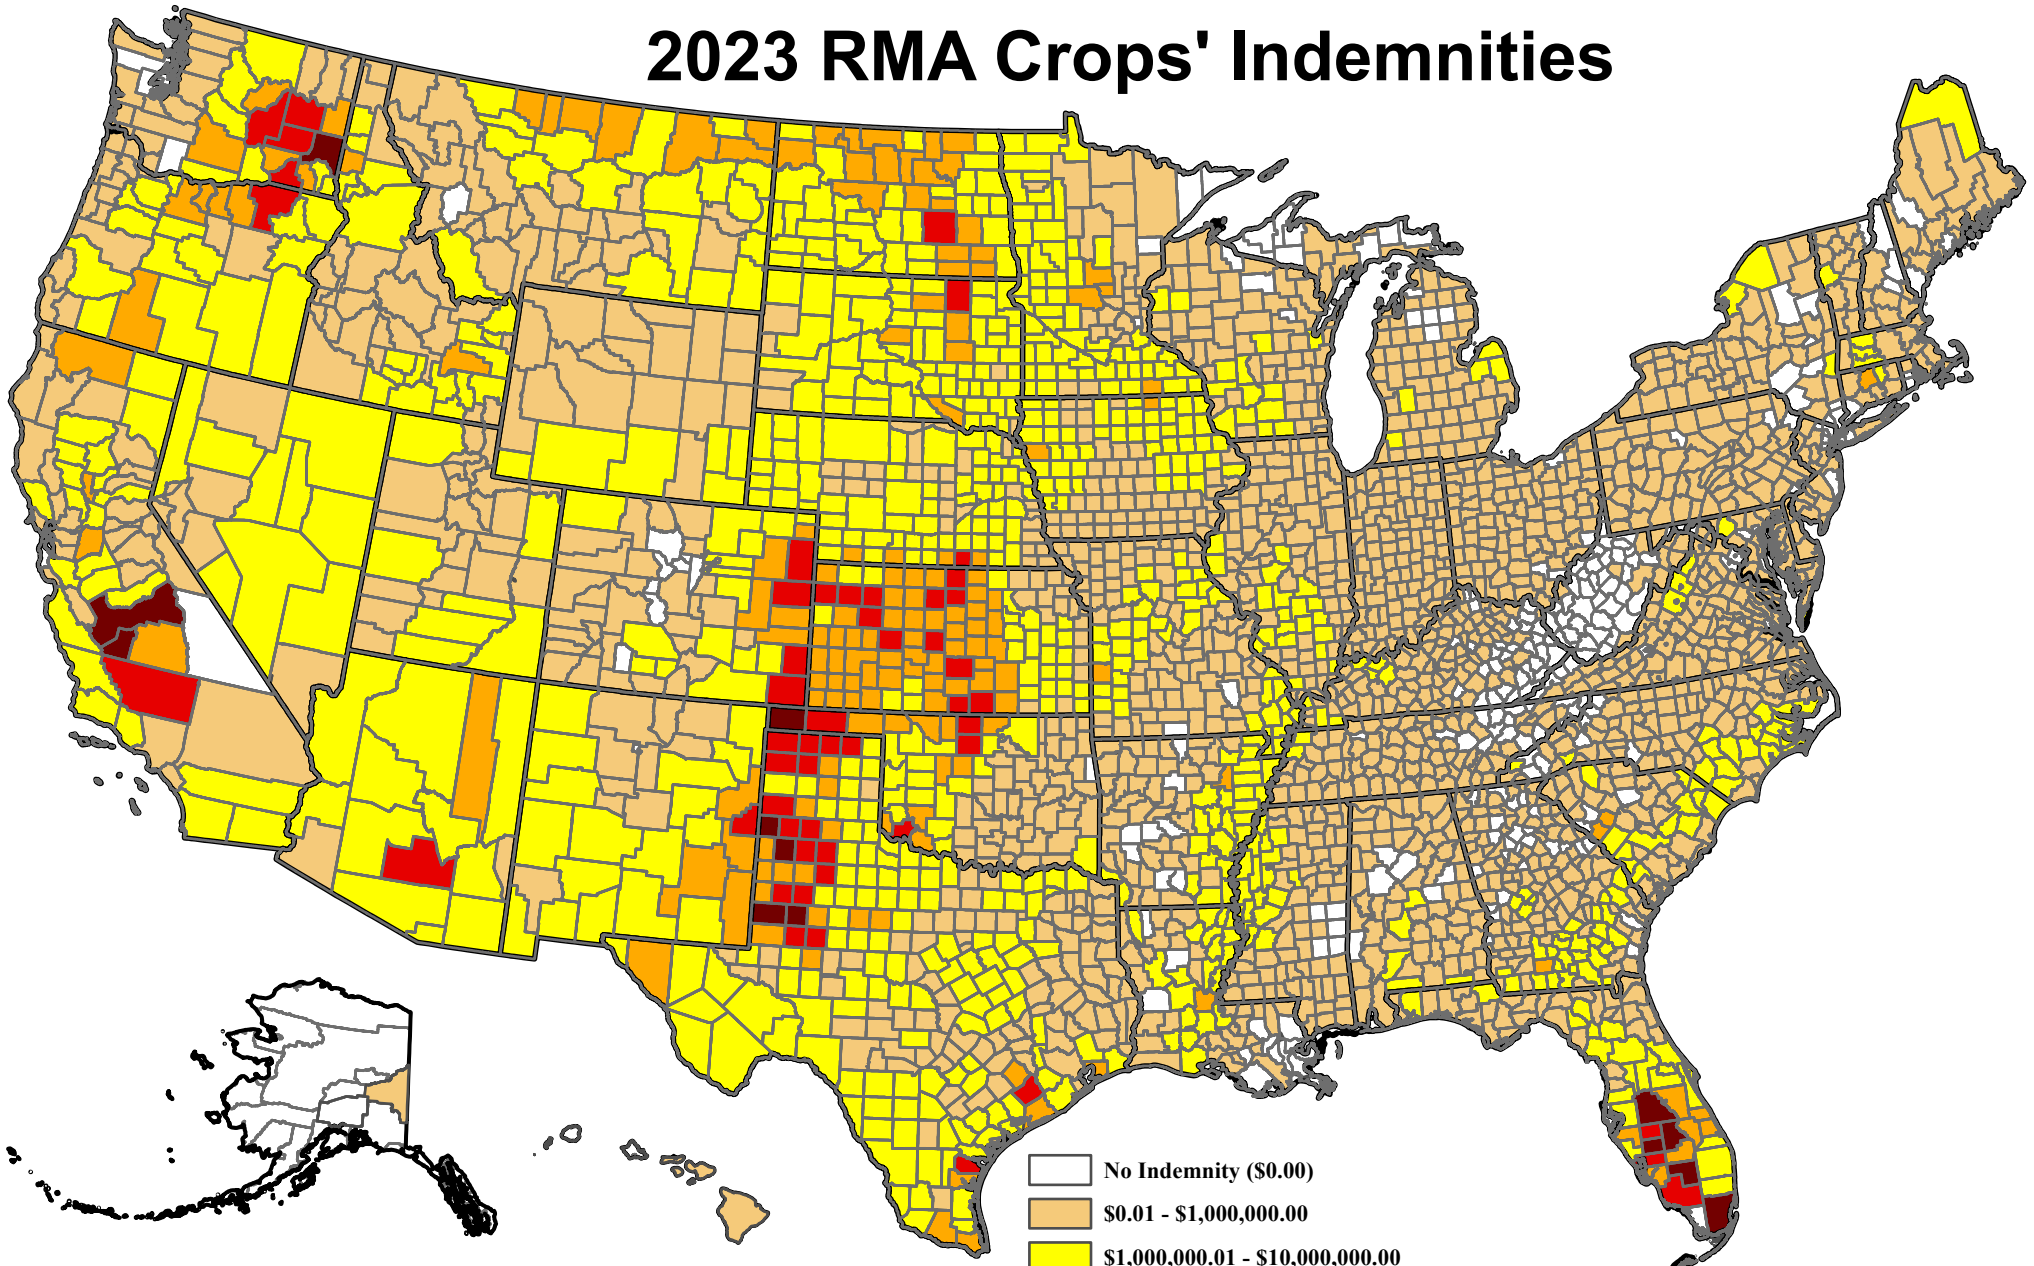 2023 RMA Crops' Indemnities
No Indemnity ($0.00)
$0.01 - $1,000,000.00
$1,000,000.01 - $10,000,000.00